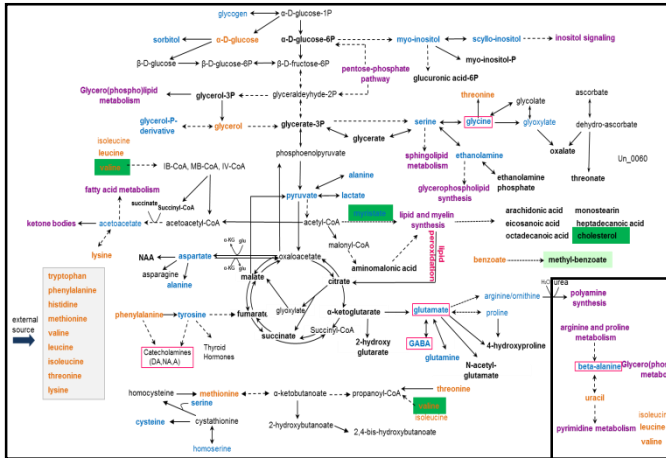 glycogen
α-D-glucose-1P
sorbitol
α-D-glucose
α-D-glucose-6P
myo-inositol
scyllo-inositol
inositol signaling
myo-inositol-P
β-D-glucose
β-D-glucose-6P
β-D-fructose-6P
pentose-phosphate
pathway
glucuronic acid-6P
Glycero(phospho)lipid
metabolism
glycerol-3P
glyceraldeyhyde-2P
threonine
glycolate
ascorbate
glycerol-P-
derivative
glycerol
glycerate-3P
serine
glycine
glyoxylate
dehydro-ascorbate
glycerate
oxalate
Un_0060
isoleucine
leucine
valine
phosphoenolpyruvate
sphingolipid
metabolism
ethanolamine
ethanolamine
phosphate
threonate
IB-CoA, MB-CoA, IV-CoA
alanine
glycerophospholipid
synthesis
fatty acid metabolism
pyruvate
lactate
succinate
Succinyl-CoA
ketone bodies
acetoacetate
acetoacetyl-CoA
acetyl-CoA
lipid and myelin
synthesis
arachidonic acid
monostearin
eicosanoic acid
heptadecanoic acid
octadecanoic acid
cholesterol
lysine
malonyl-CoA
lipid
peroxidation
NAA
aspartate
α-KG
glu
oxaloacetate
aminomalonic acid
benzoate
methyl-benzoate
asparagine
alanine
α-KG
glu
malate
citrate
tryptophan
phenylalanine
histidine
methionine
valine
leucine
isoleucine
threonine
lysine
external
source
phenylalanine
tyrosine
fumarate
glyoxylate
α-ketoglutarate
glutamate
arginine/ornithine
urea
polyamine
synthesis
proline
Catecholamines
(DA,NA,A)
Thyroid
Hormones
succinate
Succinyl-CoA
2-hydroxy
glutarate
GABA
glutamine
N-acetyl-
glutamate
4-hydroxyproline
arginine and proline
metabolism
beta-alanine
Glycero(phos
metabo
homocysteine
methionine
α-ketobutanoate
propanoyl-CoA
threonine
valine
isoleucine
uracil
serine
cysteine
cystathionine
2-hydroxybutanoate
2,4-bis-hydroxybutanoate
homoserine
pyrimidine metabolism
isoleucine
leucine
valine